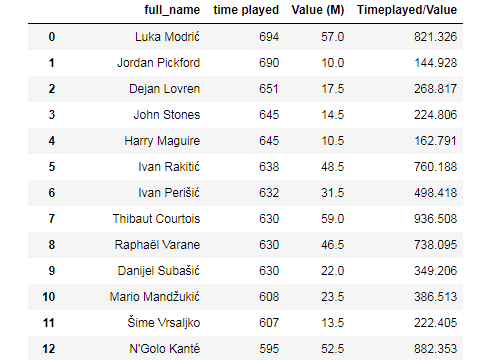 full_name time played Value (M) Timeplayed/Value
0 Luka Modrić 694 57.0 821.326
1 Jordan Pickford 690 10.0 144.928
2 Dejan Lovren 651 17.5 268.817
3 John Stones 645 14.5 224.806
4 Harry Maguire 645 10.5 162.791
5 Ivan Rakitić 638 48.5 760.188
6 Ivan Perišić 632 31.5 498.418
7 Thibaut Courtois 630 59.0 936.508
8 Raphaël Varane 630 46.5 738.095
9 Danijel Subašić 630 22.0 349.206
10 Mario Mandžukić 608 23.5 386.513
11 Šime Vrsaljko 607 13.5 222.405
12 N'Golo Kanté 595 52.5 882.353